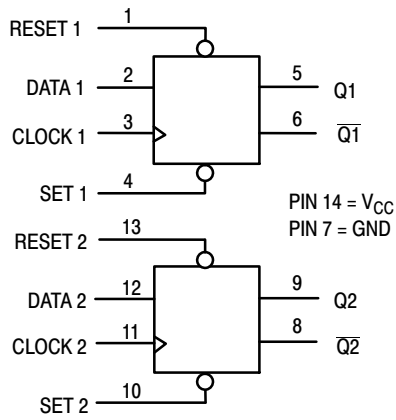 RESET 1 1
DATA 1 2 5 Q1
CLOCK 1 3 6 Q1
SET 1 4
PIN 14 = VCC
PIN 7 = GND
RESET 2 13
DATA 2 12 9 Q2
CLOCK 2 11 8 Q2
SET 2 10